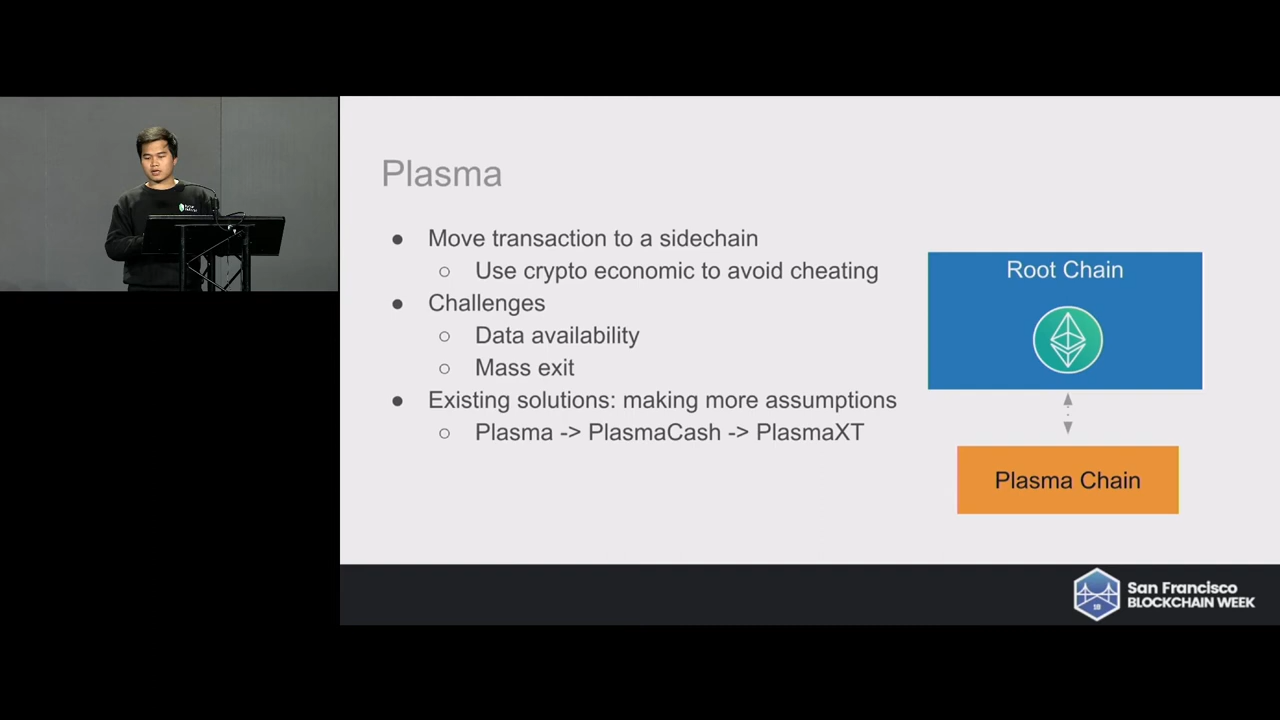 Plasma
● Move transaction to a sidechain
○ Use crypto economic to avoid cheating
● Challenges
○ Data availability
○ Mass exit
● Existing solutions: making more assumptions
○ Plasma -> PlasmaCash -> PlasmaXT
Root Chain
Plasma Chain
San Francisco
BLOCKCHAIN WEEK
18